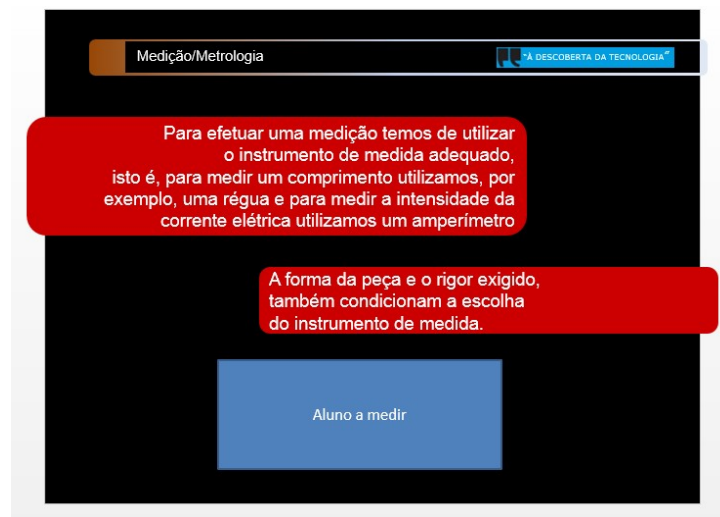 Medição/Metrologia
"À DESCOBERTA DA TECNOLOGIA"
Para efetuar uma medição temos de utilizar
o instrumento de medida adequado,
isto é, para medir um comprimento utilizamos, por
exemplo, uma régua e para medir a intensidade da
corrente elétrica utilizamos um amperímetro
A forma da peça e o rigor exigido,
também condicionam a escolha
do instrumento de medida.
Aluno a medir